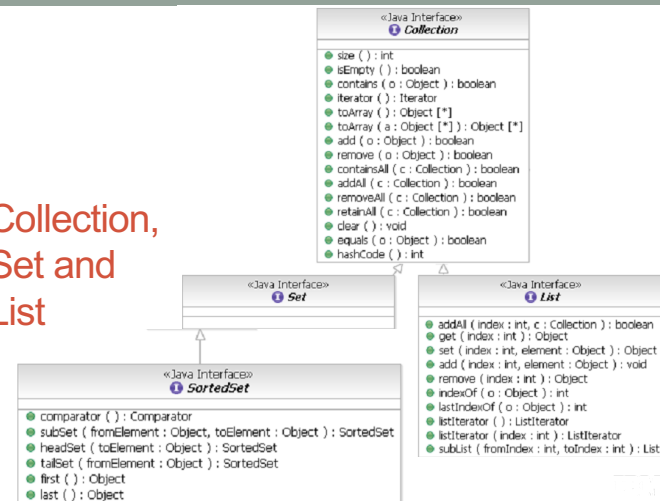 Collection,
Set and
List
«Java Interface»
Collection
size ( ) : int
isEmpty ( ) : boolean
contains ( o : Object ) : boolean
iterator ( ) : Iterator
toArray ( ) : Object [*]
toArray ( a : Object [*] ) : Object [*]
add ( o : Object ) : boolean
remove ( o : Object ) : boolean
containsAll ( c : Collection ) : boolean
addAll ( c : Collection ) : boolean
removeAll ( c : Collection ) : boolean
retainAll ( c : Collection ) : boolean
clear ( ) : void
equals ( o : Object ) : boolean
hashCode ( ) : int
«Java Interface»
Set
«Java Interface»
List
addAll ( index : int, c : Collection ) : boolean
get ( index : int ) : Object
set ( index : int, element : Object ) : Object
add ( index : int, element : Object ) : void
remove ( index : int ) : Object
indexOf ( o : Object ) : int
lastIndexOf ( o : Object ) : int
listIterator ( ) : ListIterator
listIterator ( index : int ) : ListIterator
subList ( fromIndex : int, toIndex : int ) : List
«Java Interface»
SortedSet
comparator ( ) : Comparator
subSet ( fromElement : Object, toElement : Object ) : SortedSet
headSet ( toElement : Object ) : SortedSet
tailSet ( fromElement : Object ) : SortedSet
first ( ) : Object
last ( ) : Object